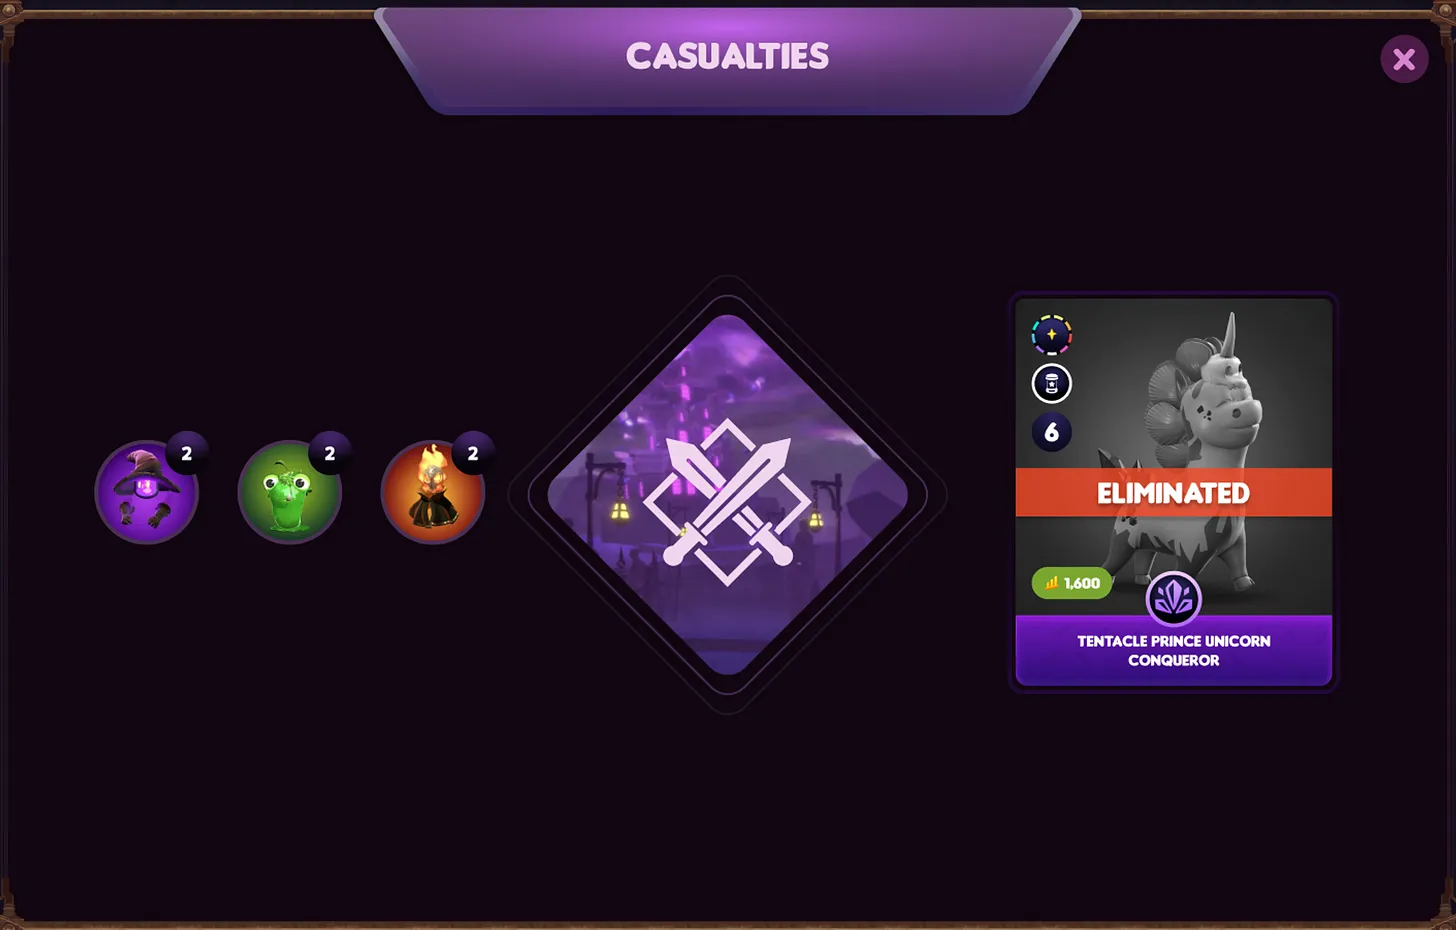 CASUALTIES
2
2
2
6
ELIMINATED
1,600
TENTACLE PRINCE UNICORN
CONQUEROR